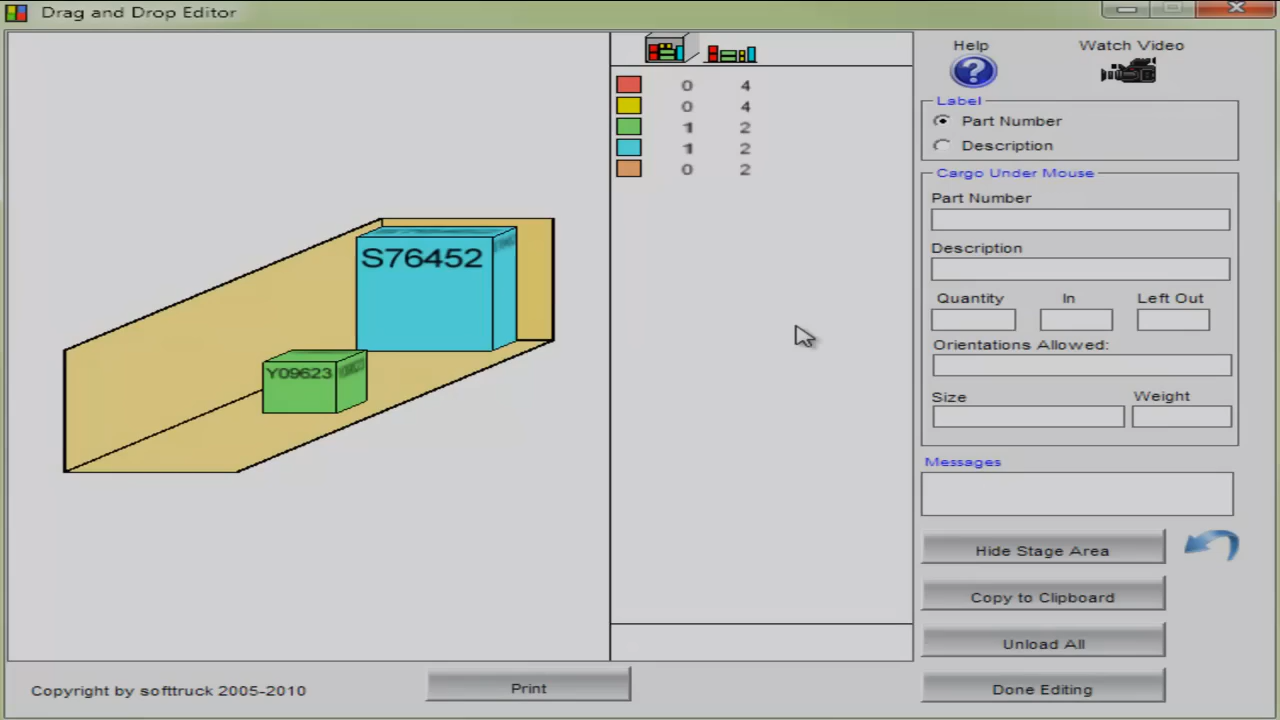 Drag and Drop Editor
Help
Watch Video
0 4
0 4
1 2
1 2
0 2
Label
Part Number
Description
Cargo Under Mouse
Part Number
Description
Quantity In Left Out
Orientations Allowed:
Size Weight
Messages
S76452
Y09623
Hide Stage Area
Copy to Clipboard
Unload All
Done Editing
Print
Copyright by softtruck 2005-2010